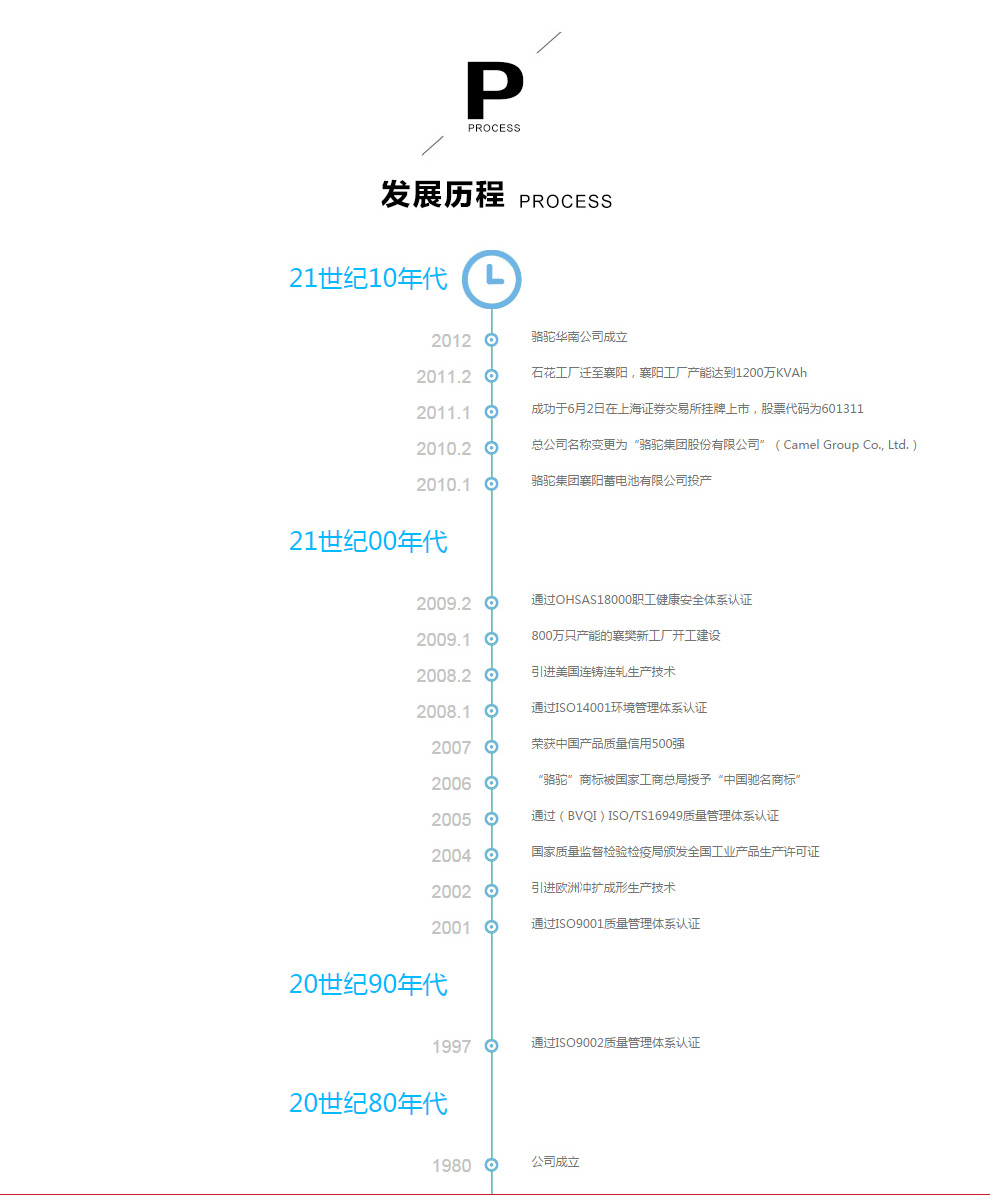 P
PROCESS
发展历程 PROCESS
21世纪10年代
2012 骆驼华南公司成立
2011.2 石花工厂迁至襄阳，襄阳工厂产能达到1200万KVAh
2011.1 成功于6月2日在上海证券交易所挂牌上市，股票代码为601311
2010.2 总公司名称变更为“骆驼集团股份有限公司”（Camel Group Co., Ltd.）
2010.1 骆驼集团襄阳蓄电池有限公司投产
21世纪00年代
2009.2 通过OHSAS18000职工健康安全体系认证
2009.1 800万只产能的襄樊新工厂开工建设
2008.2 引进美国连铸连轧生产技术
2008.1 通过ISO14001环境管理体系认证
2007 荣获中国产品质量信用500强
2006 “骆驼”商标被国家工商总局授予“中国驰名商标”
2005 通过（BVQI）ISO/TS16949质量管理体系认证
2004 国家质量监督检验检疫局颁发全国工业产品生产许可证
2002 引进欧洲冲扩成形生产技术
2001 通过ISO9001质量管理体系认证
20世纪90年代
1997 通过ISO9002质量管理体系认证
20世纪80年代
1980 公司成立